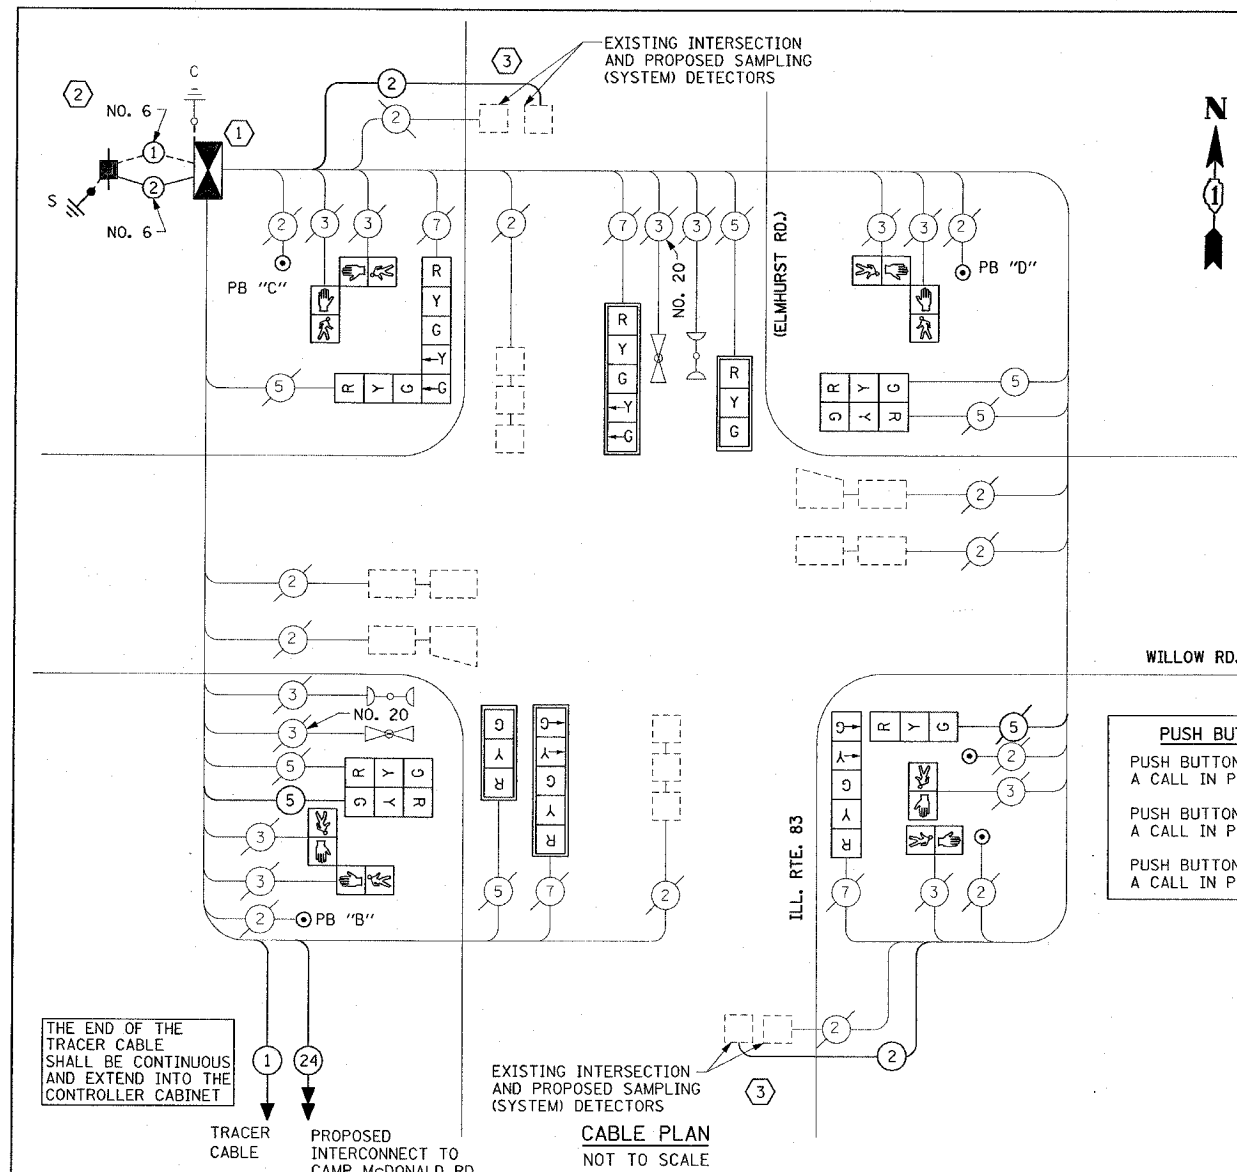 EXISTING INTERSECTION
AND PROPOSED SAMPLING
(SYSTEM) DETECTORS
3
2
C
2
NO. 6
1
1
2
S
NO. 6
2
N
1
2
3
3
7
2
7
3
3
5
3
3
2
NO. 20
(ELMHURST RD.)
PB "C"
PB "D"
R
Y
G
Y
G
R Y G
5
R
Y
G
Y
G
R
Y
G
R Y G
G Y R
5
5
2
2
2
2
WILLOW RD.
3
NO. 20
3
5
R Y G
5
G Y R
3
3
2
PB "B"
G
Y
R
G
Y
G
Y
R
5
7
2
G
Y
G
Y
R
R Y G
5
2
3
ILL. RTE. 83
7
3
2
PUSH BU
PUSH BUTTON
A CALL IN P
PUSH BUTTON
A CALL IN P
PUSH BUTTON
A CALL IN P
THE END OF THE
TRACER CABLE
SHALL BE CONTINUOUS
AND EXTEND INTO THE
CONTROLLER CABINET
1
24
2
2
EXISTING INTERSECTION
AND PROPOSED SAMPLING
(SYSTEM) DETECTORS
3
TRACER
CABLE
PROPOSED
INTERCONNECT TO
CAMP McDONALD RD
CABLE PLAN
NOT TO SCALE